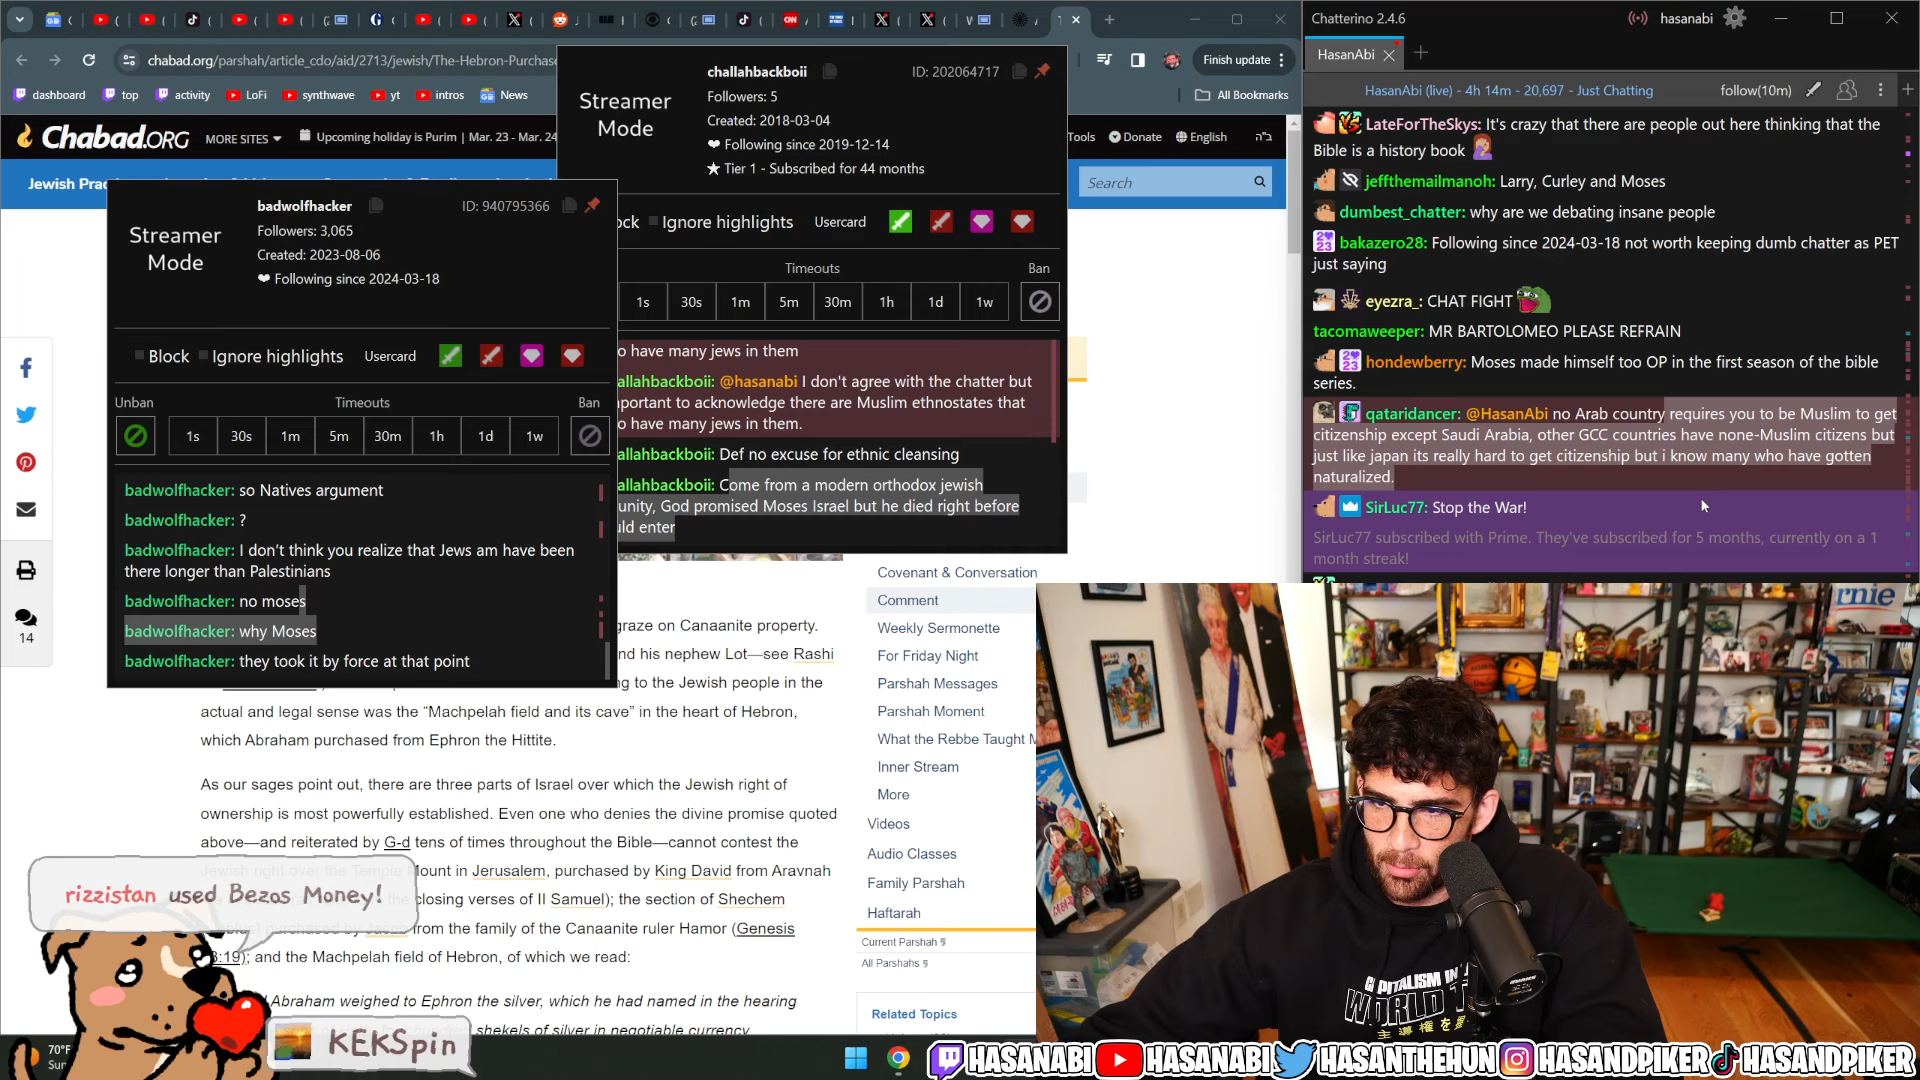 chabad.org/parshah/article_cdo/aid/2713/jewish/The-Hebron-Purchase
Finish update
dashboard
top
activity
LoFi
synthwave
yt
intros
News
All Bookmarks
Chabad.ORG
MORE SITES
Upcoming holiday is Purim | Mar. 23 - Mar. 24
Tools
Donate
English
ב"ה
Jewish Prac
Search
challahbackboii
ID: 202064717
Streamer
Mode
Followers: 5
Created: 2018-03-04
Following since 2019-12-14
Tier 1 - Subscribed for 44 months
ock
Ignore highlights
Usercard
Timeouts
Ban
1s
30s
1m
5m
30m
1h
1d
1w
o have many jews in them
allahbackboii: @hasanabi I don't agree with the chatter but
portant to acknowledge there are Muslim ethnostates that
o have many jews in them.
allahbackboii: Def no excuse for ethnic cleansing
allahbackboii: Come from a modern orthodox jewish
unity, God promised Moses Israel but he died right before
uld enter
badwolfhacker
ID: 940795366
Streamer
Mode
Followers: 3,065
Created: 2023-08-06
Following since 2024-03-18
Block
Ignore highlights
Usercard
Unban
Timeouts
Ban
1s
30s
1m
5m
30m
1h
1d
1w
badwolfhacker: so Natives argument
badwolfhacker: ?
badwolfhacker: I don't think you realize that Jews am have been
there longer than Palestinians
badwolfhacker: no moses
badwolfhacker: why Moses
badwolfhacker: they took it by force at that point
14
graze on Canaanite property.
nd his nephew Lot—see Rashi
g to the Jewish people in the
actual and legal sense was the “Machpelah field and its cave” in the heart of Hebron,
which Abraham purchased from Ephron the Hittite.
As our sages point out, there are three parts of Israel over which the Jewish right of
ownership is most powerfully established. Even one who denies the divine promise quoted
above—and reiterated by G-d tens of times throughout the Bible—cannot contest the
Jewish right over the Temple Mount in Jerusalem, purchased by King David from Aravnah
closing verses of II Samuel); the section of Shechem
purchased by Jacob from the family of the Canaanite ruler Hamor (Genesis
3:19); and the Machpelah field of Hebron, of which we read:
Abraham weighed to Ephron the silver, which he had named in the hearing
shekels of silver in negotiable currency
Covenant & Conversation
Comment
Weekly Sermonette
For Friday Night
Parshah Messages
Parshah Moment
What the Rebbe Taught M
Inner Stream
More
Videos
Audio Classes
Family Parshah
Haftarah
Current Parshah
All Parshahs
Related Topics
rizzistan used Bezos Money!
KEKSpin
70°F
Sun
Chatterino 2.4.6
hasanabi
HasanAbi
HasanAbi (live) - 4h 14m - 20,697 - Just Chatting
follow(10m)
LateForTheSkys: It's crazy that there are people out here thinking that the
Bible is a history book
jeffthemailmanoh: Larry, Curley and Moses
dumbest_chatter: why are we debating insane people
bakazero28: Following since 2024-03-18 not worth keeping dumb chatter as PET
just saying
eyezra_: CHAT FIGHT
tacomaweeper: MR BARTOLOMEO PLEASE REFRAIN
hondewberry: Moses made himself too OP in the first season of the bible
series.
qataridancer: @HasanAbi no Arab country requires you to be Muslim to get
citizenship except Saudi Arabia, other GCC countries have none-Muslim citizens but
just like japan its really hard to get citizenship but i know many who have gotten
naturalized.
SirLuc77: Stop the War!
SirLuc77 subscribed with Prime. They've subscribed for 5 months, currently on a 1
month streak!
rnie
WORLD
HASANABI
HASANABI
HASANTHEHUN
HASANDPIKER
HASANDPIKER